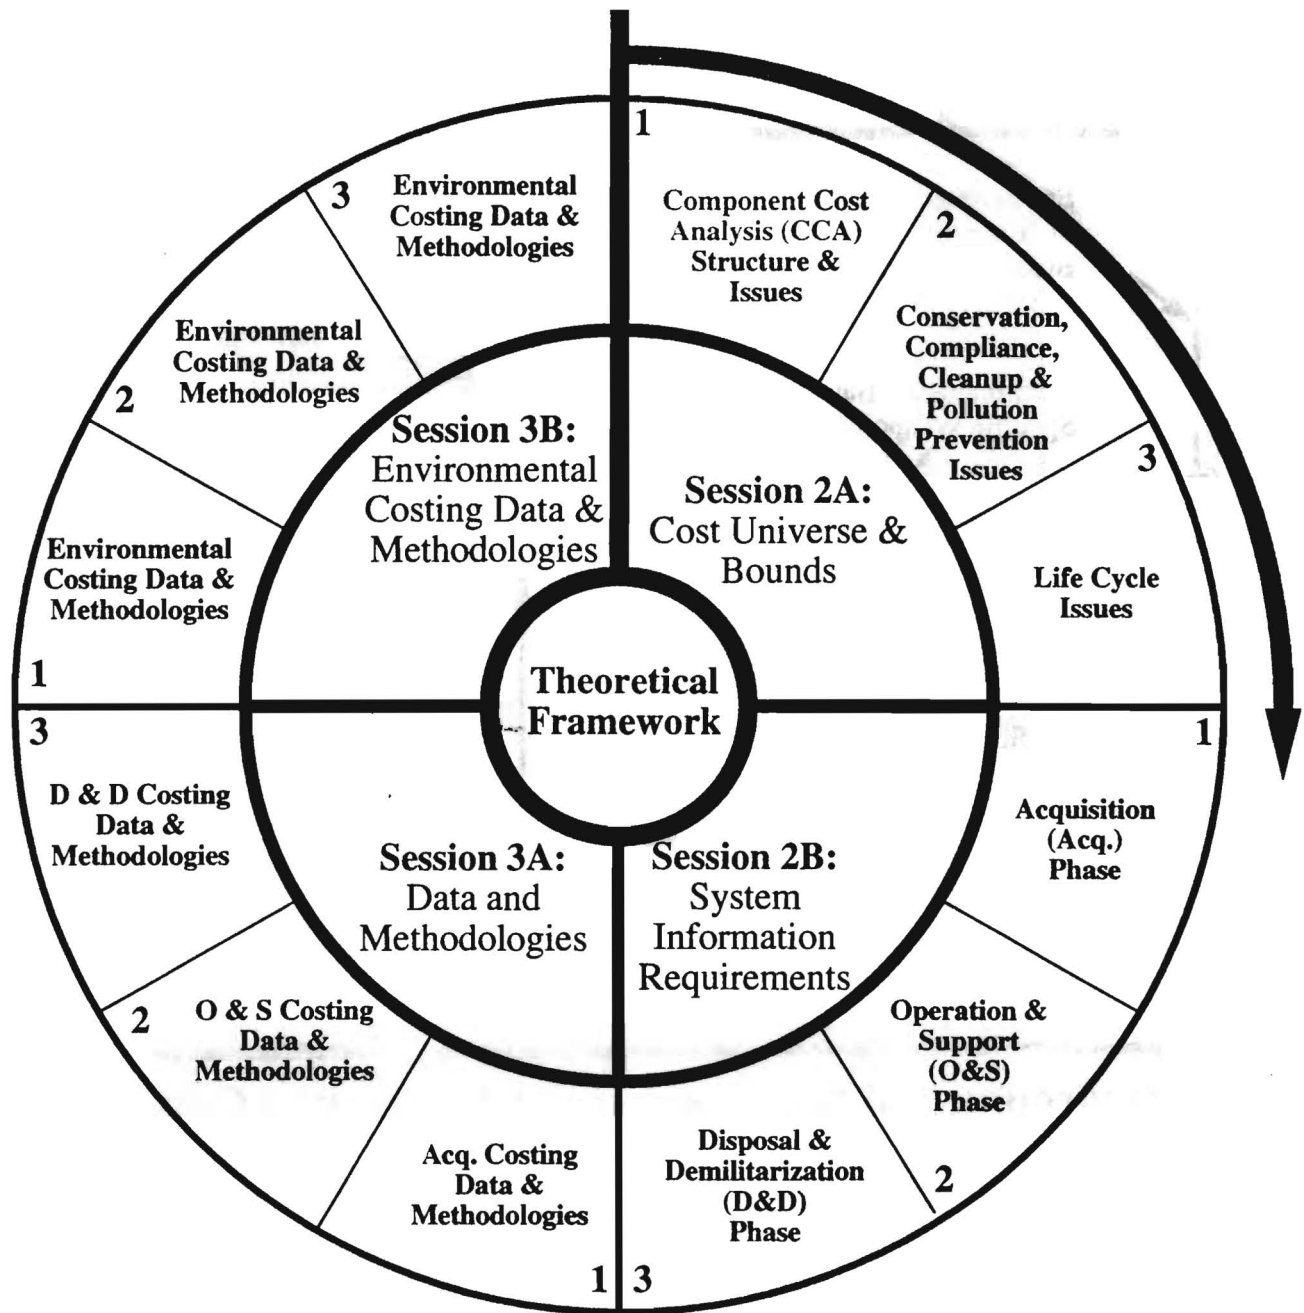 1
Component Cost
Analysis (CCA)
Structure &
Issues
2
Conservation,
Compliance,
Cleanup &
Pollution
Prevention
Issues
3
Life Cycle
Issues
1
Acquisition
(Acq.)
Phase
Operation &
Support
(O&S)
Phase
2
Disposal &
Demilitarization
(D&D)
Phase
3
Acq. Costing
Data &
Methodologies
1
O & S Costing
Data &
Methodologies
2
3
D & D Costing
Data &
Methodologies
Environmental
Costing Data &
Methodologies
1
Environmental
Costing Data &
Methodologies
2
3
Environmental
Costing Data &
Methodologies
Session 2A:
Cost Universe &
Bounds
Session 2B:
System
Information
Requirements
Session 3A:
Data and
Methodologies
Session 3B:
Environmental
Costing Data &
Methodologies
Theoretical
Framework